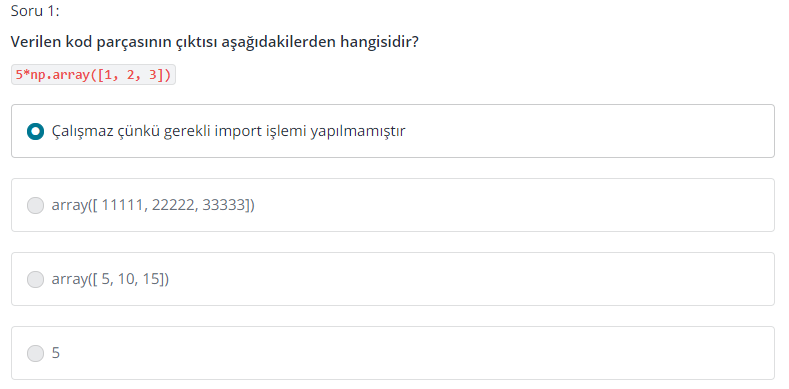 Soru 1:
Verilen kod parçasının çıktısı aşağıdakilerden hangisidir?
5*np.array([1, 2, 3])
Çalışmaz çünkü gerekli import işlemi yapılmamıştır
array([ 11111, 22222, 33333])
array([ 5, 10, 15])
5